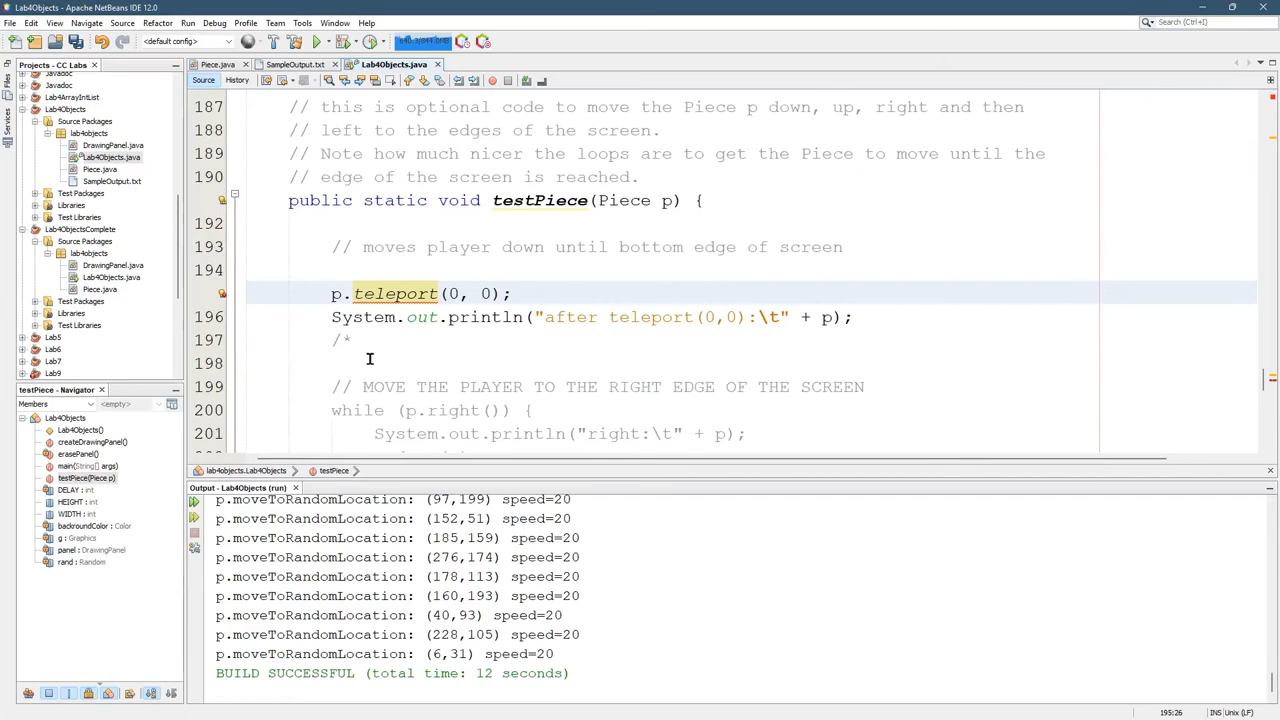 Lab4Objects - Apache NetBeans IDE 12.0
File Edit View Navigate Source Refactor Run Debug Profile Team Tools Window Help
Search (Ctrl+I)
<default config>
640.3/844.0MB
Projects - CC Labs
Javadoc
Javadoc
Lab4ArrayIntList
Lab4Objects
Source Packages
lab4objects
DrawingPanel.java
Lab4Objects.java
Piece.java
SampleOutput.txt
Test Packages
Libraries
Test Libraries
Lab4ObjectsComplete
Source Packages
lab4objects
DrawingPanel.java
Lab4Objects.java
Piece.java
Test Packages
Libraries
Test Libraries
Lab5
Lab6
Lab7
Lab9
Files
Services
testPiece - Navigator
Members <empty>
Lab4Objects
Lab4Objects()
createDrawingPanel()
erasePanel()
main(String[] args)
testPiece(Piece p)
DELAY : int
HEIGHT : int
WIDTH : int
backroundColor : Color
g : Graphics
panel : DrawingPanel
rand : Random
Piece.java SampleOutput.txt Lab4Objects.java
Source History
187 // this is optional code to move the Piece p down, up, right and then
188 // left to the edges of the screen.
189 // Note how much nicer the loops are to get the Piece to move until the
190 // edge of the screen is reached.
public static void testPiece(Piece p) {
192
193 // moves player down until bottom edge of screen
194
p.teleport(0, 0);
196 System.out.println("after teleport(0,0):\t" + p);
197 /*
198
199 // MOVE THE PLAYER TO THE RIGHT EDGE OF THE SCREEN
200 while (p.right()) {
201 System.out.println("right:\t" + p);
lab4objects.Lab4Objects testPiece
Output - Lab4Objects (run)
p.moveToRandomLocation: (97,199) speed=20
p.moveToRandomLocation: (152,51) speed=20
p.moveToRandomLocation: (185,159) speed=20
p.moveToRandomLocation: (276,174) speed=20
p.moveToRandomLocation: (178,113) speed=20
p.moveToRandomLocation: (160,193) speed=20
p.moveToRandomLocation: (40,93) speed=20
p.moveToRandomLocation: (228,105) speed=20
p.moveToRandomLocation: (6,31) speed=20
BUILD SUCCESSFUL (total time: 12 seconds)
195:26 INS Unix (LF)